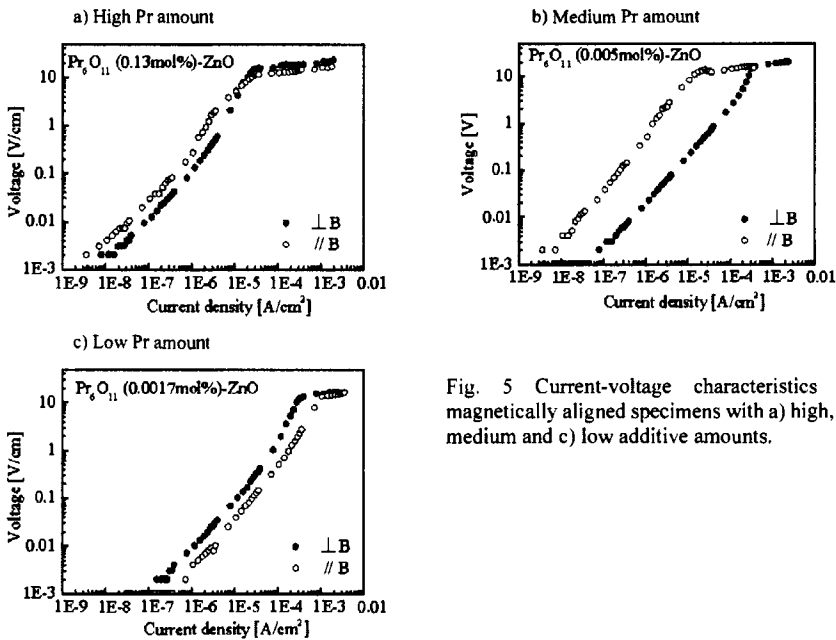 a) High Pr amount
Pr6O11 (0.13mol%)-ZnO
Voltage [V/cm]
10
1
0.1
0.01
1E-3
⊥B
//B
1E-9 1E-8 1E-7 1E-6 1E-5 1E-4 1E-3 0.01
Current density [A/cm2]
b) Medium Pr amount
Pr6O11 (0.005mol%)-ZnO
Voltage [V]
10
1
0.1
0.01
1E-3
⊥B
//B
1E-9 1E-8 1E-7 1E-6 1E-5 1E-4 1E-3 0.01
Current density [A/cm2]
c) Low Pr amount
Pr6O11 (0.0017mol%)-ZnO
Voltage [V/cm]
10
1
0.1
0.01
1E-3
⊥B
//B
1E-9 1E-8 1E-7 1E-6 1E-5 1E-4 1E-3 0.01
Current density [A/cm2]
Fig. 5 Current-voltage characteristics
magnetically aligned specimens with a) high,
medium and c) low additive amounts.